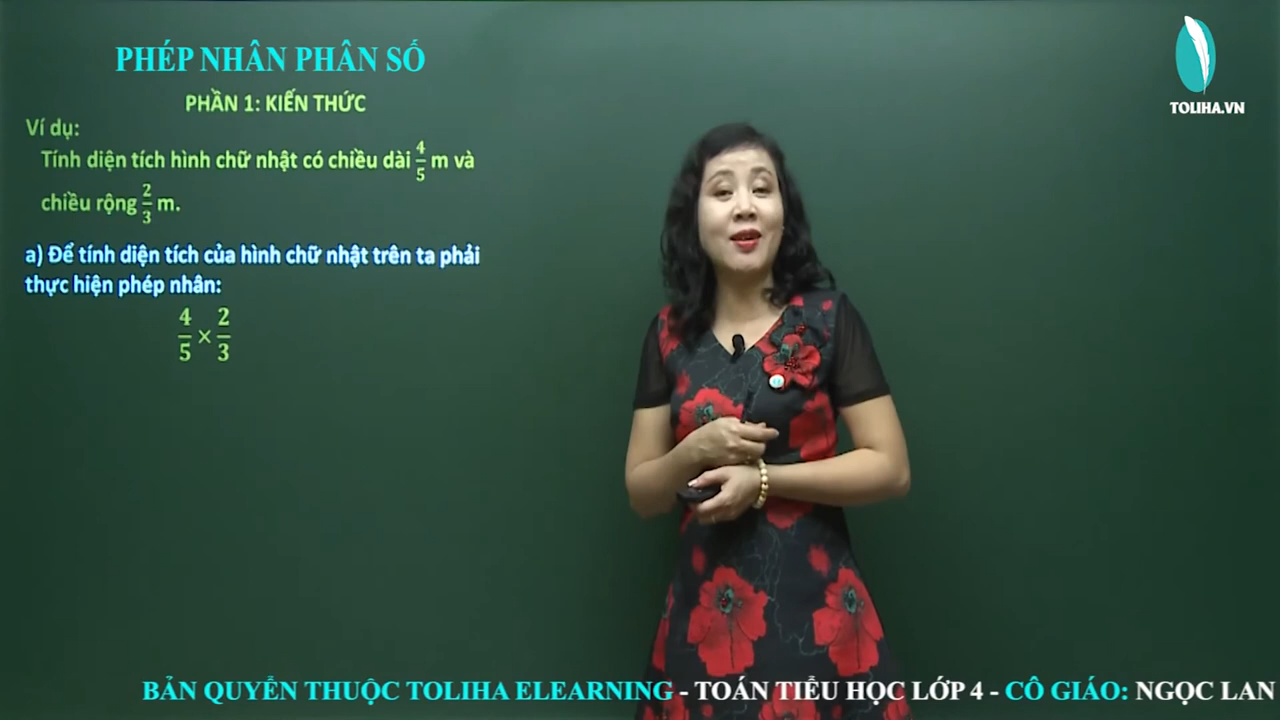 PHÉP NHÂN PHÂN SỐ
PHẦN 1: KIẾN THỨC
Ví dụ:
Tính diện tích hình chữ nhật có chiều dài 4/5 m và
chiều rộng 2/3 m.
a) Để tính diện tích của hình chữ nhật trên ta phải
thực hiện phép nhân:
4/5 × 2/3
TOLIHA.VN
BẢN QUYỀN THUỘC TOLIHA ELEARNING - TOÁN TIỂU HỌC LỚP 4 - CÔ GIÁO: NGỌC LAN